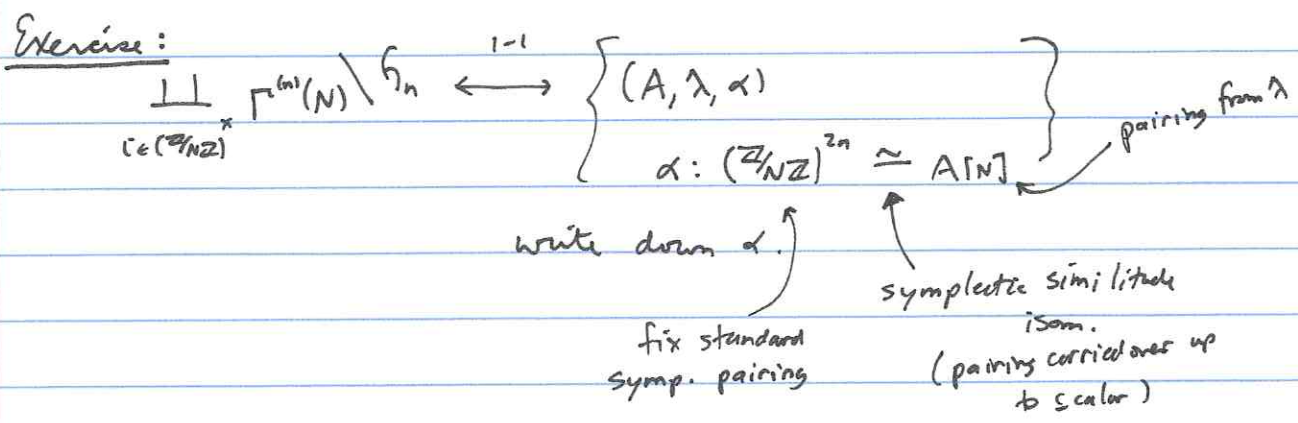 Exercise:
∐_{i∈(ℤ/Nℤ)^×} Γ^{(n)}(N)\𝔥_n ⟷^{1-1} { (A, λ, α)
α: (ℤ/Nℤ)^{2n} ≃ A[N] } pairing from λ
write down α.
symplectic similitude
isom.
fix standard
(pairing carried over up
symp. pairing
to scalar)